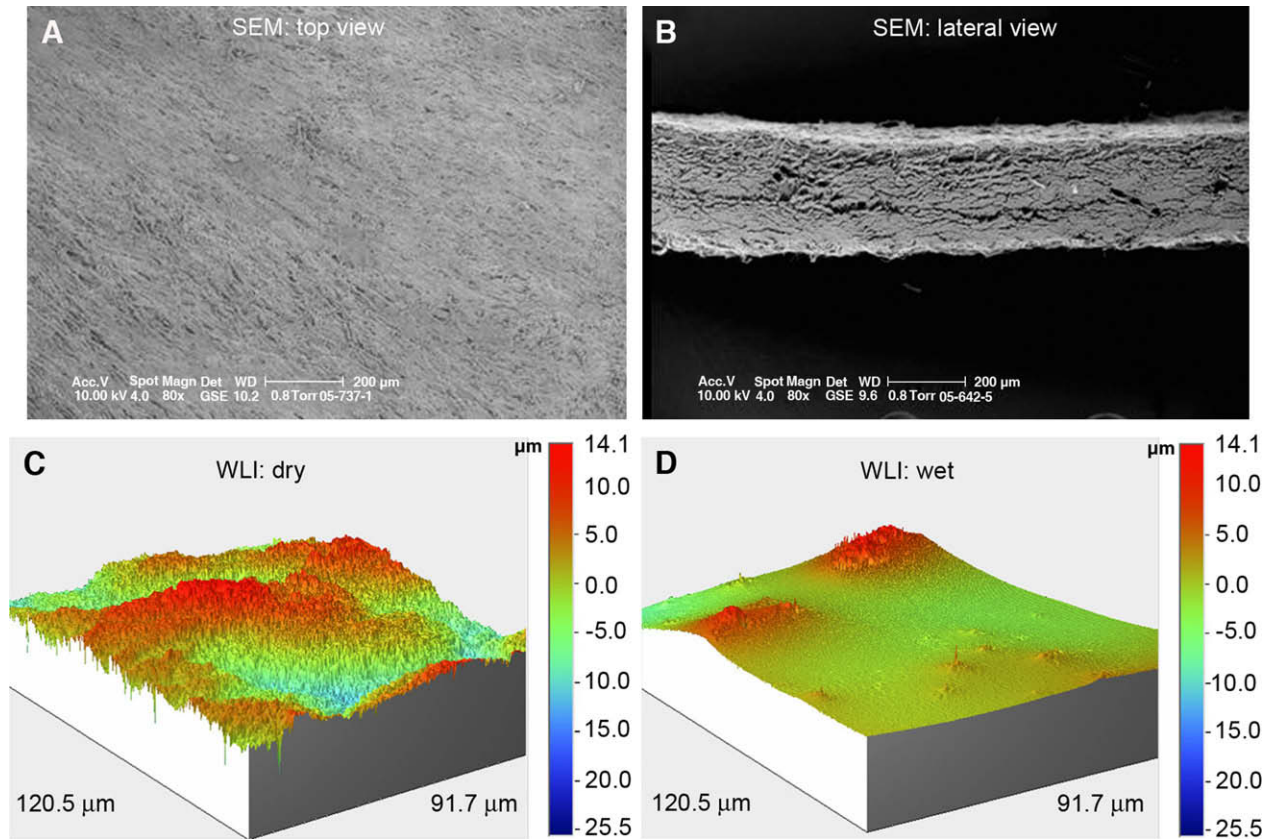 A
SEM: top view
Acc.V Spot Magn Det WD 200 µm
10.00 kV 4.0 80x GSE 10.2 0.8 Torr 05-737-1
B
SEM: lateral view
Acc.V Spot Magn Det WD 200 µm
10.00 kV 4.0 80x GSE 9.6 0.8 Torr 05-642-5
C
WLI: dry
µm
14.1
10.0
- 5.0
- 0.0
- -5.0
- 10.0
- 15.0
- 20.0
- 25.5
120.5 µm
91.7 µm
D
WLI: wet
µm
14.1
10.0
- 5.0
- 0.0
- -5.0
- 10.0
- 15.0
- 20.0
- 25.5
120.5 µm
91.7 µm